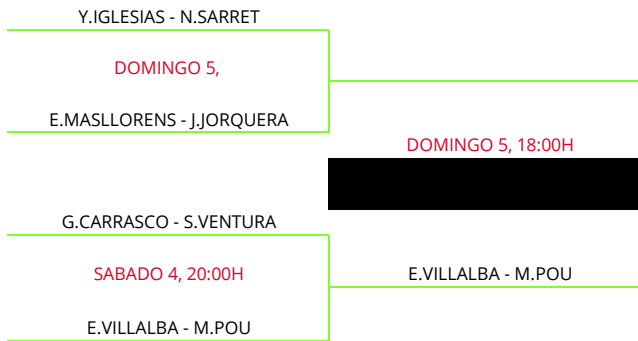 Y.IGLESIAS - N.SARRET
DOMINGO 5,
E.MASLLORENS - J.JORQUERA
DOMINGO 5, 18:00H
G.CARRASCO - S.VENTURA
SABADO 4, 20:00H
E.VILLALBA - M.POU
E.VILLALBA - M.POU